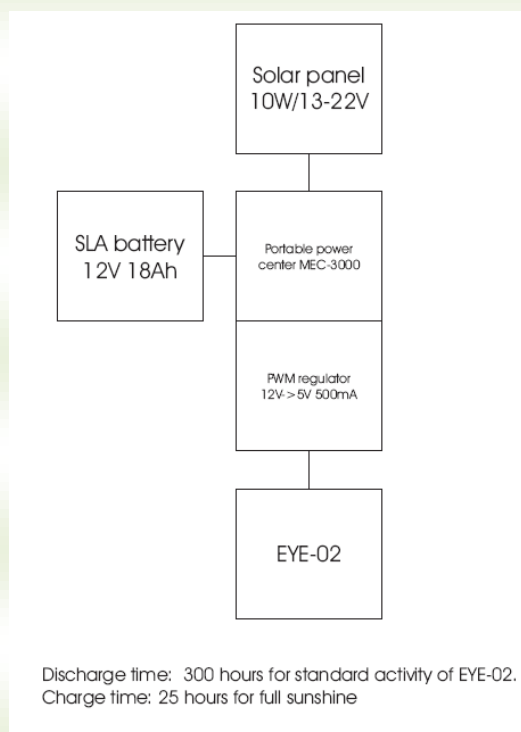 Solar panel
10W/13-22V
SLA battery
12V 18Ah
Portable power
center MEC-3000
PWM regulator
12V->5V 500mA
EYE-02
Discharge time: 300 hours for standard activity of EYE-02.
Charge time: 25 hours for full sunshine